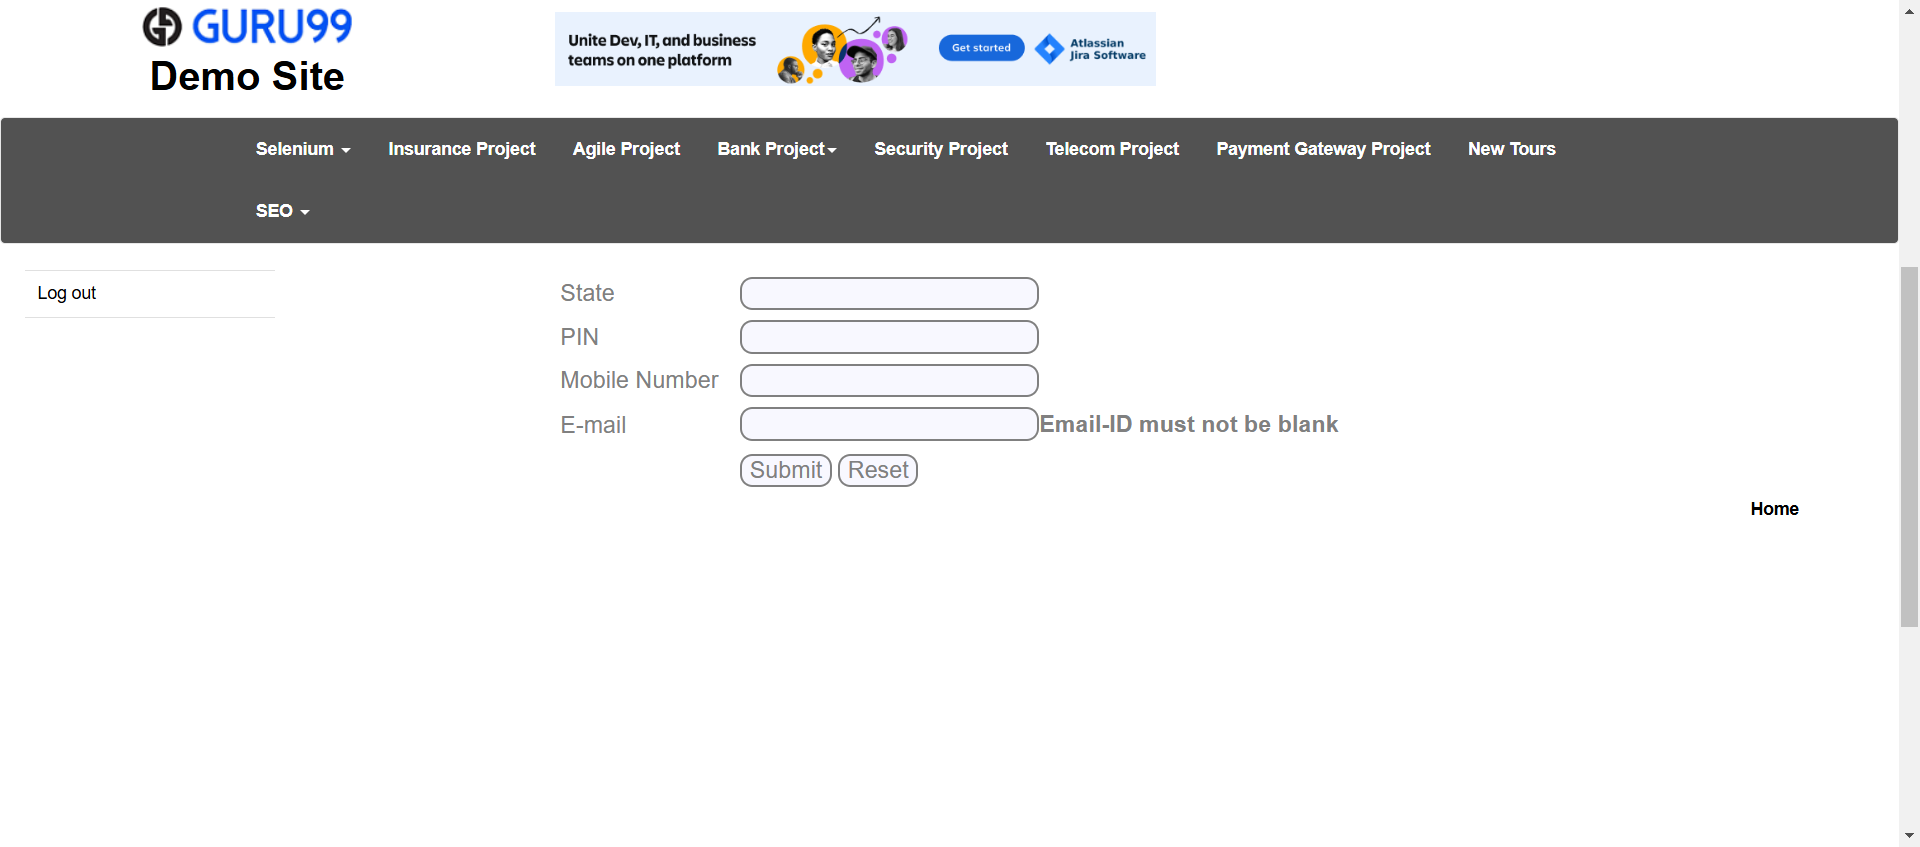 GURU99
Demo Site
Unite Dev, IT, and business
teams on one platform
Get started
Atlassian
Jira Software
Selenium
Insurance Project
Agile Project
Bank Project
Security Project
Telecom Project
Payment Gateway Project
New Tours
SEO
Log out
State
PIN
Mobile Number
E-mail
Email-ID must not be blank
Submit
Reset
Home